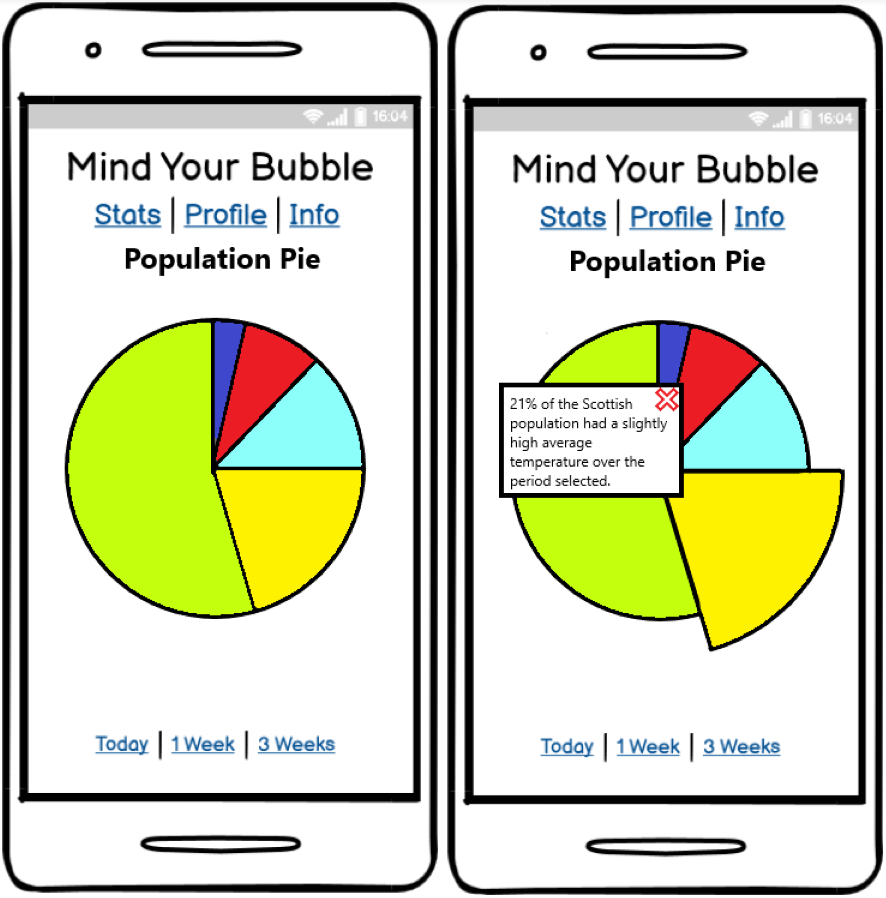 16:04
Mind Your Bubble
Stats | Profile | Info
Population Pie
Today | 1 Week | 3 Weeks
16:04
Mind Your Bubble
Stats | Profile | Info
Population Pie
21% of the Scottish
population had a slightly
high average
temperature over the
period selected.
Today | 1 Week | 3 Weeks